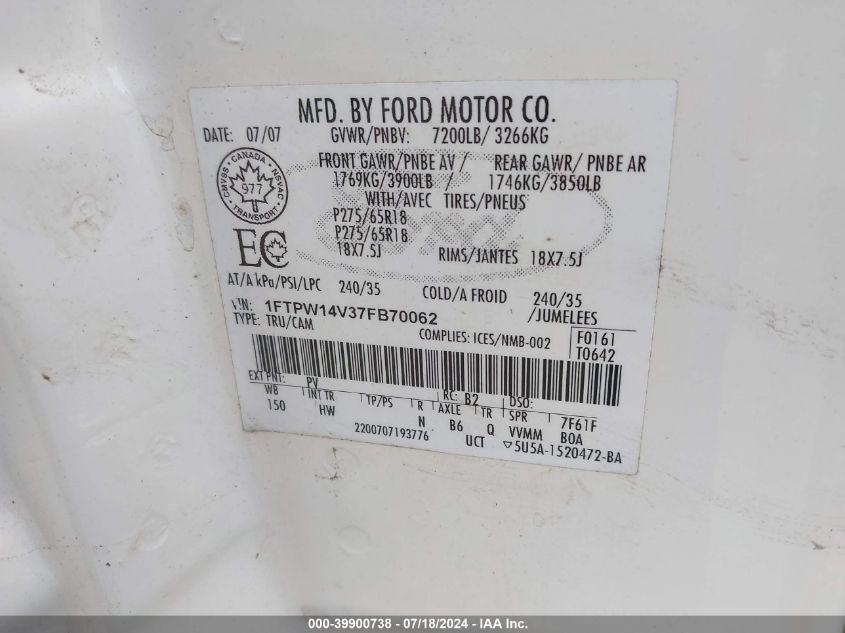 MFD. BY FORD MOTOR CO.
DATE: 07/07 GVWR/PNBV: 7200LB/ 3266KG
FRONT GAWR/PNBE AV / REAR GAWR/ PNBE AR
1769KG/3900LB / 1746KG/3850LB
WITH/AVEC TIRES/PNEUS
P275/65R18
P275/65R18
18X7.5J RIMS/JANTES 18X7.5J
CANADA
CMVSS NSVAC
977
TRANSPORT
EC
AT/A kPa/PSI/LPC 240/35 COLD/A FROID 240/35
/JUMELEES
VIN: 1FTPW14V37FB70062
TYPE: TRU/CAM
COMPLIES: ICES/NMB-002
F0161
T0642
EXT PNT: PV RC: B2 DSO:
WB INT TR TP/PS R AXLE TR SPR 7F61F
150 HW N B6 Q VVMM BOA
2200707193776 UCT 5U5A-1520472-BA
000-39900738 - 07/18/2024 - IAA Inc.